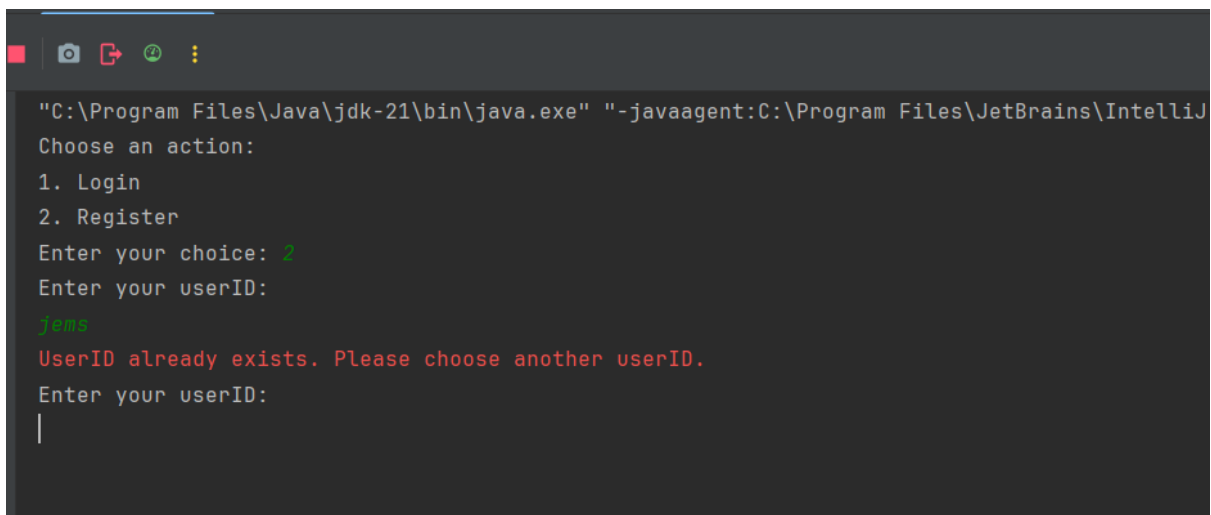 "C:\Program Files\Java\jdk-21\bin\java.exe" "-javaagent:C:\Program Files\JetBrains\IntelliJ
Choose an action:
1. Login
2. Register
Enter your choice: 2
Enter your userID:
jems
UserID already exists. Please choose another userID.
Enter your userID: